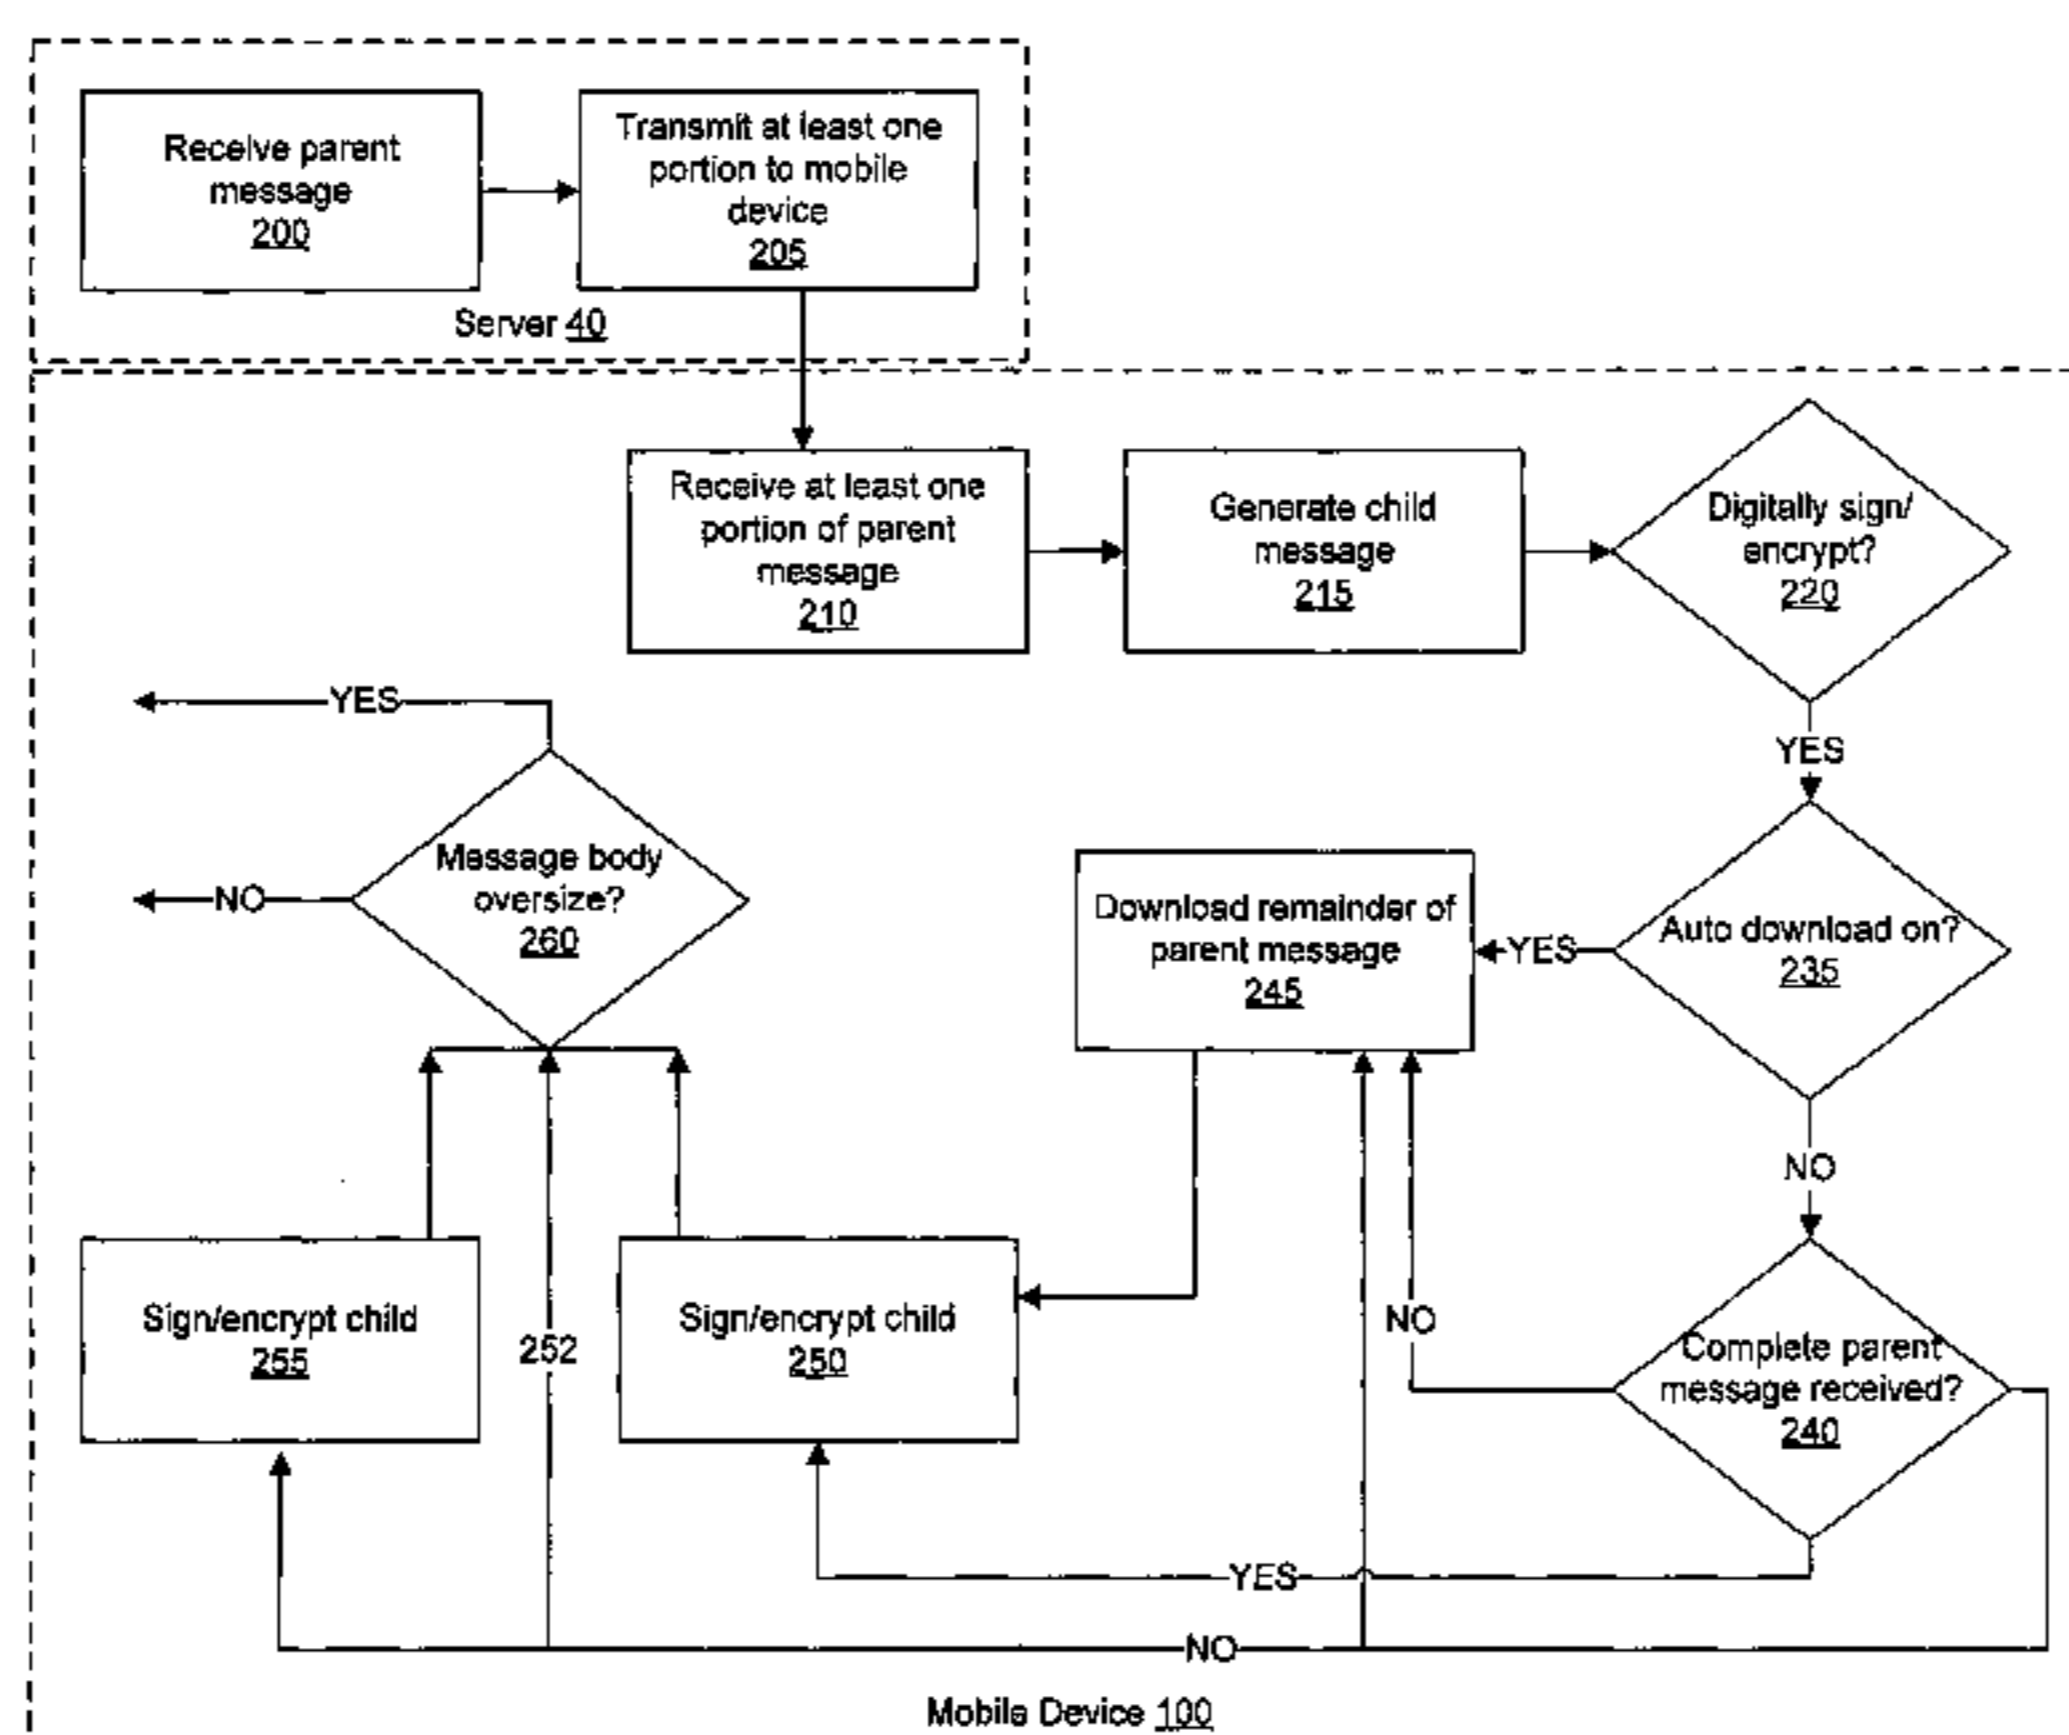 Receive parent
message
200
Transmit at least one
portion to mobile
device
205
Server 40
Receive at least one
portion of parent
message
210
Generate child
message
215
Digitally sign/
encrypt?
220
YES
YES
Message body
oversize?
260
NO
Download remainder of
parent message
245
YES
Auto download on?
235
NO
Sign/encrypt child
255
252
Sign/encrypt child
250
NO
Complete parent
message received?
240
YES
NO
Mobile Device 100